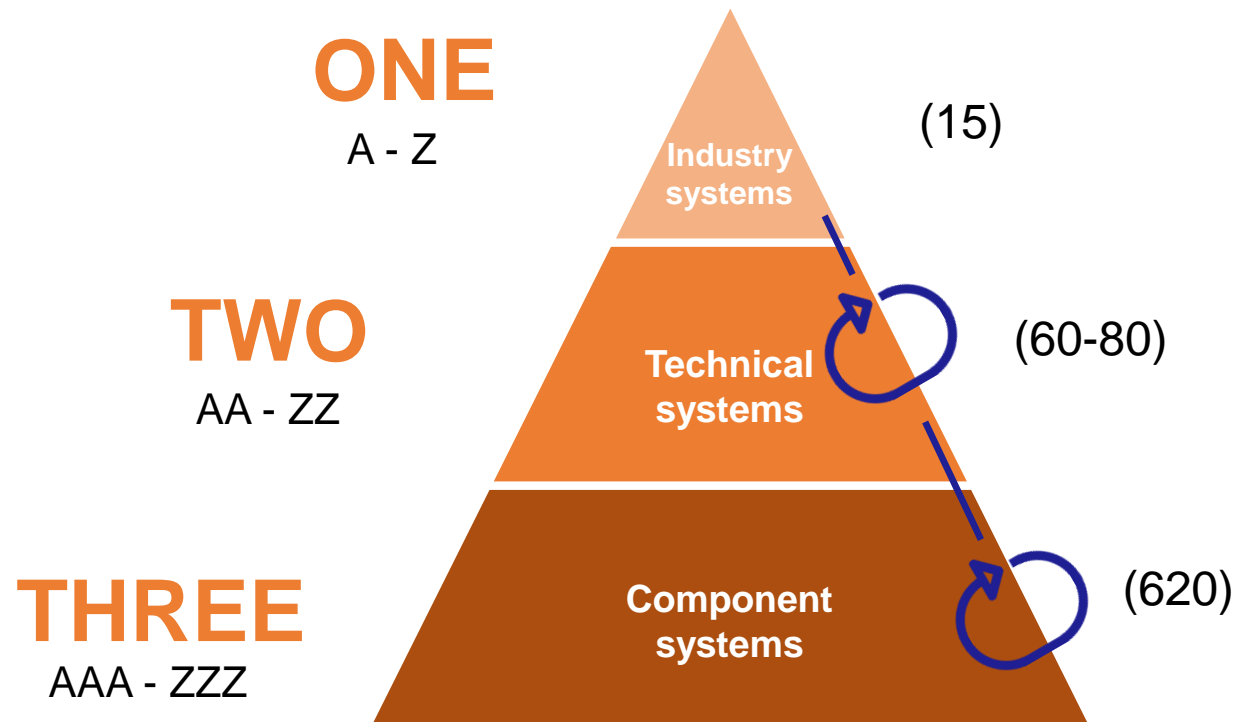 ONE
A - Z
Industry
systems
(15)
TWO
AA - ZZ
Technical
systems
(60-80)
THREE
AAA - ZZZ
Component
systems
(620)